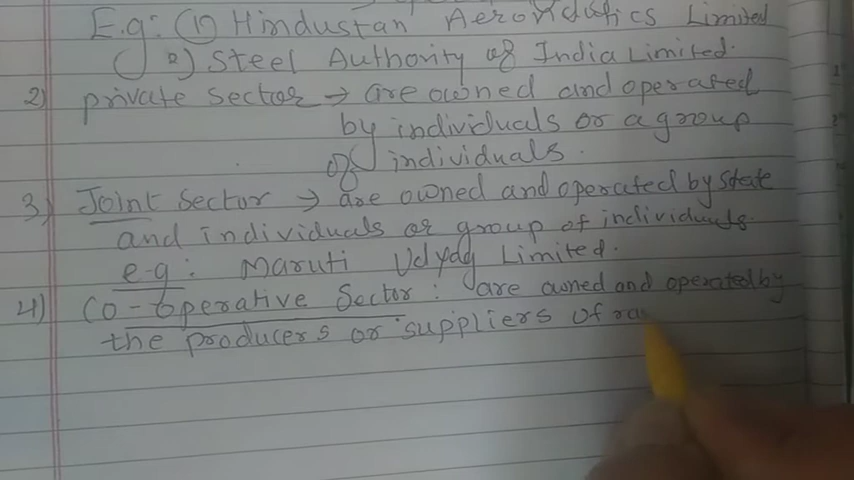 E.g: (1) Hindustan Aeronautics Limited
(2) Steel Authority of India Limited.
2) private sector → are owned and operated
by individuals or a group
of individuals.
3) Joint Sector → are owned and operated by state
and individuals or group of individuals.
e.g: Maruti Udyog Limited.
4) Co-operative Sector: are owned and operated by
the producers or suppliers of ra